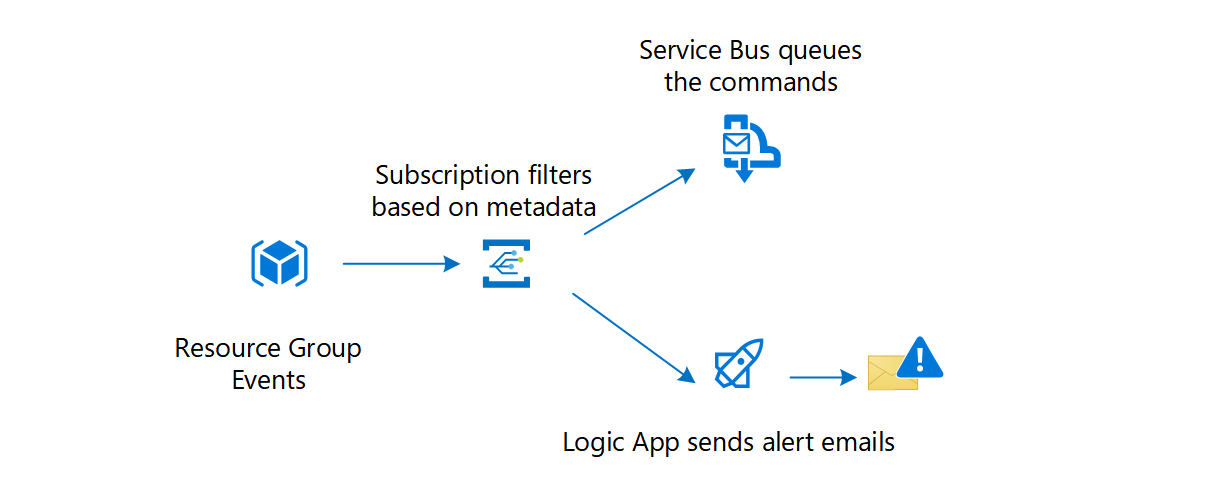 Service Bus queues
the commands
Subscription filters
based on metadata
Resource Group
Events
Logic App sends alert emails